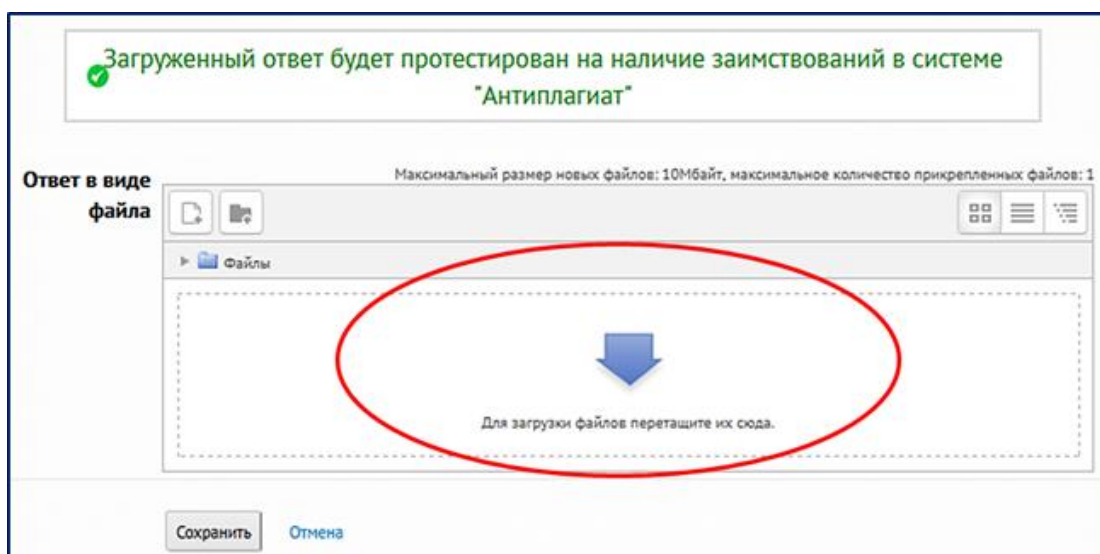 Загруженный ответ будет протестирован на наличие заимствований в системе
"Антиплагиат"
Максимальный размер новых файлов: 10Мбайт, максимальное количество прикрепленных файлов: 1
Ответ в виде
файла
Файлы
Для загрузки файлов перетащите их сюда.
Сохранить Отмена